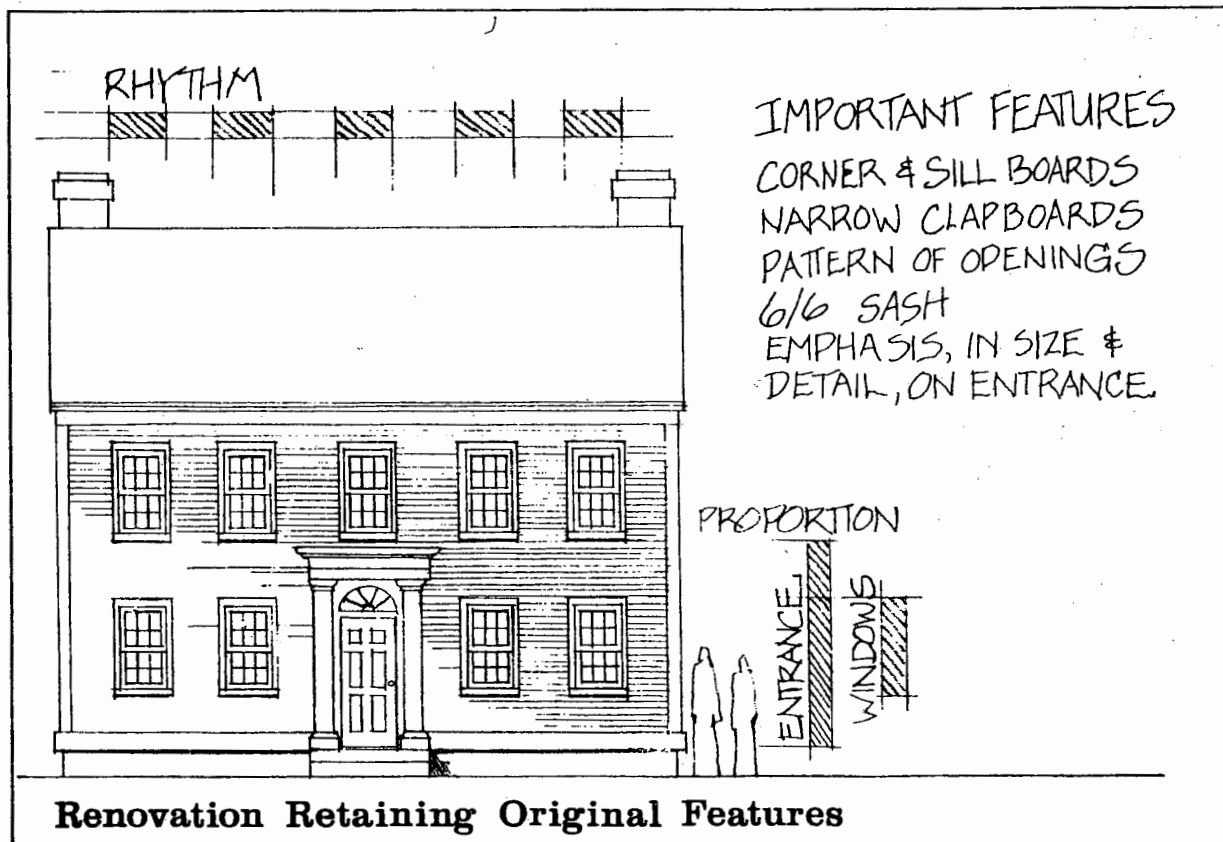 RHYTHM
IMPORTANT FEATURES
CORNER & SILL BOARDS
NARROW CLAPBOARDS
PATTERN OF OPENINGS
6/6 SASH
EMPHASIS, IN SIZE &
DETAIL, ON ENTRANCE.
PROPORTION
ENTRANCE.
WINDOWS
Renovation Retaining Original Features